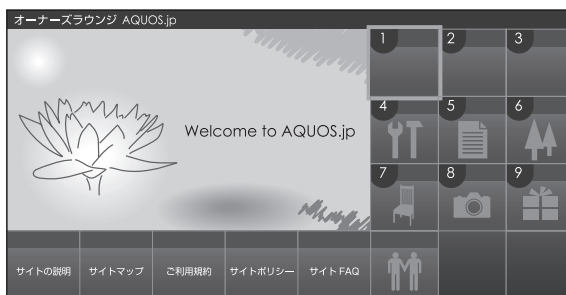 オーナーズラウンジ AQUOS.jp
1
2
3
Welcome to AQUOS.jp
4
5
6
7
8
9
サイトの説明
サイトマップ
ご利用規約
サイトポリシー
サイト FAQ